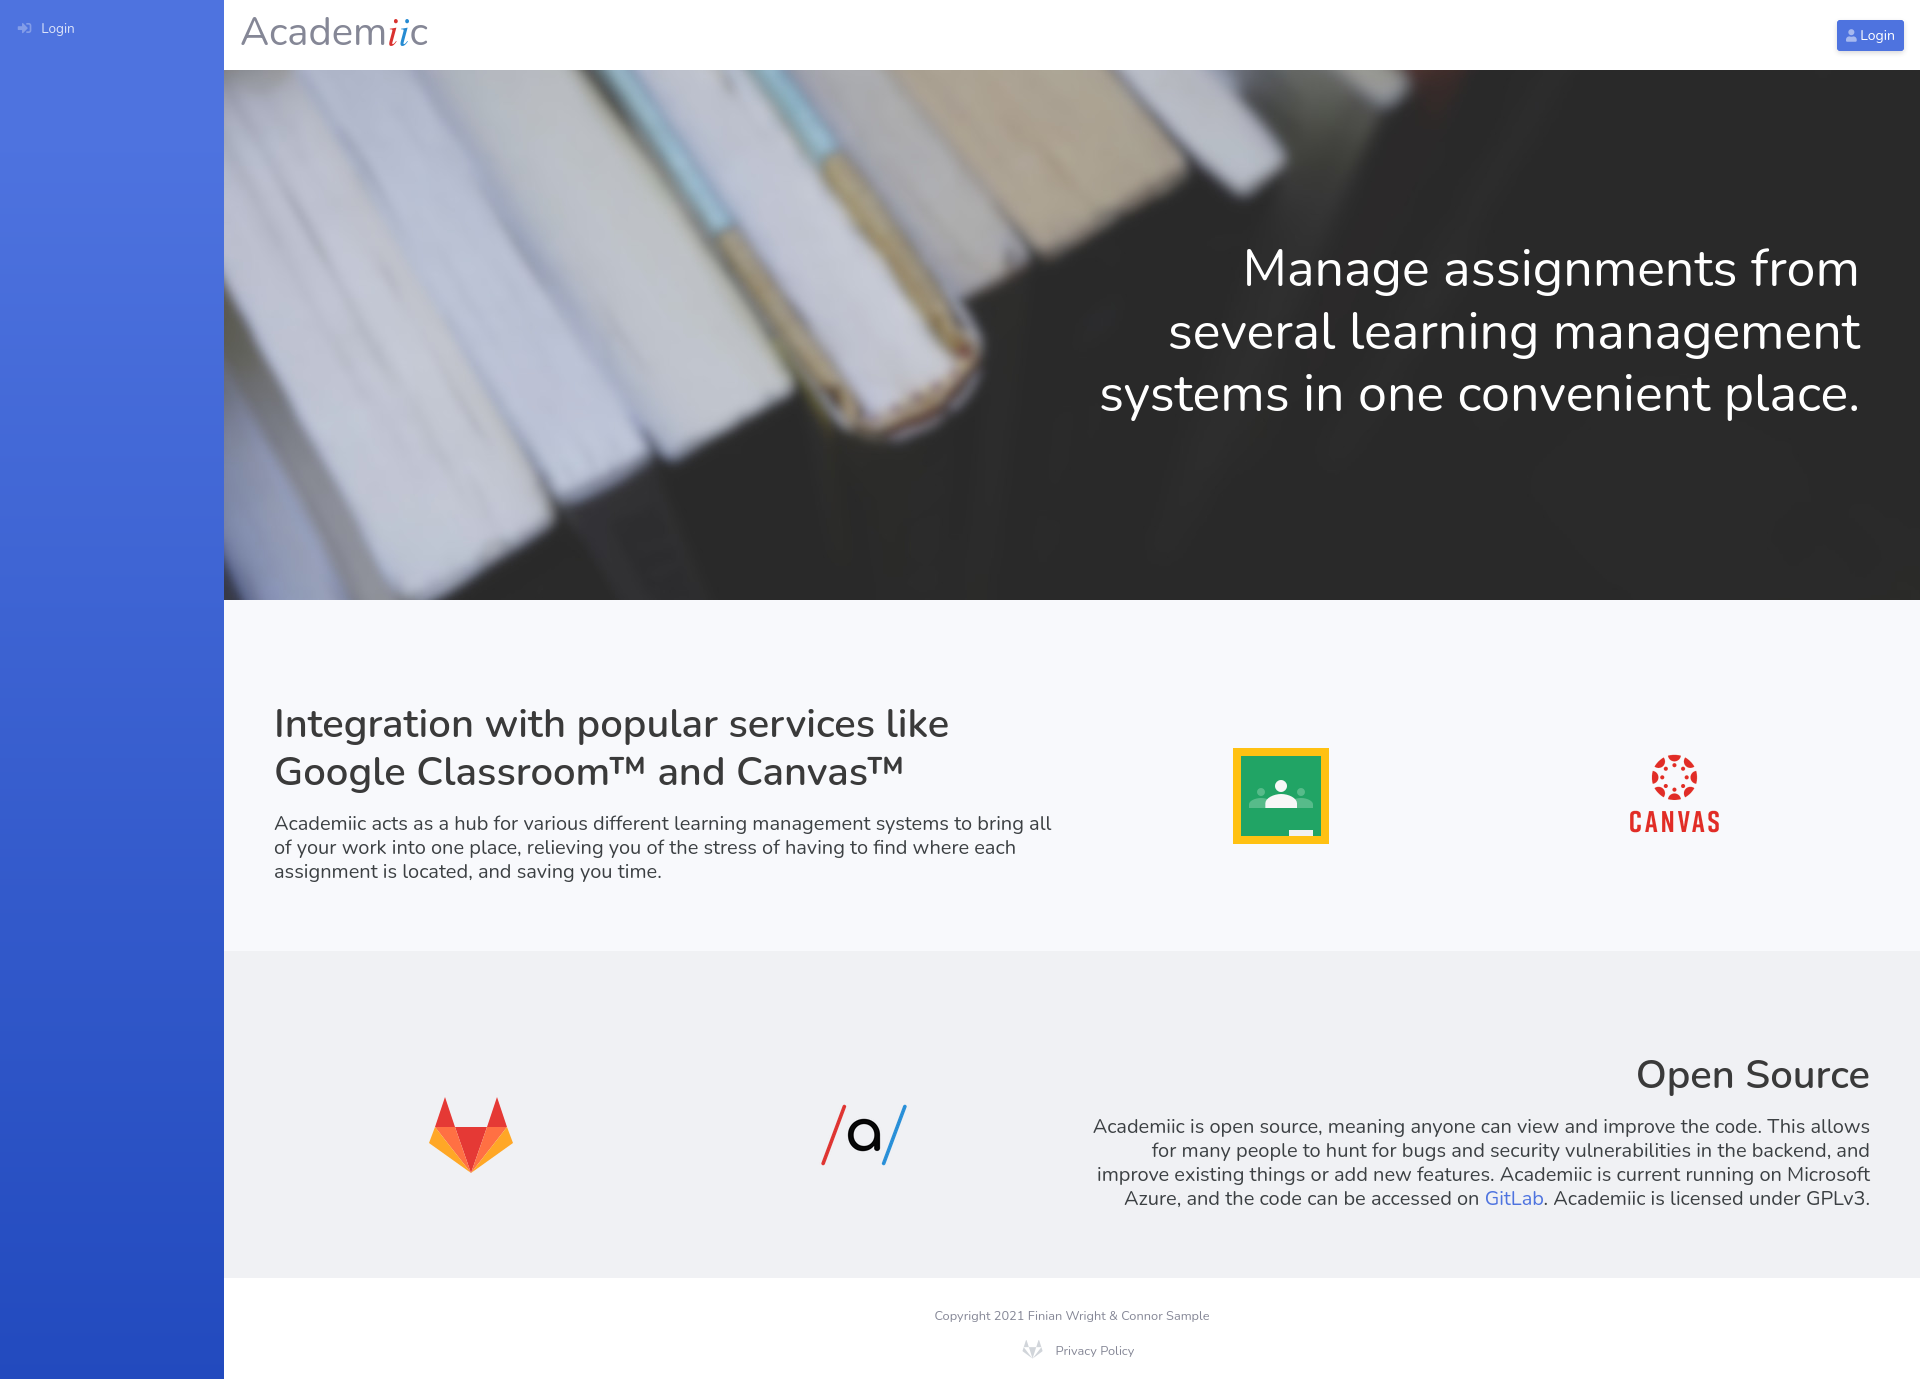 Login
Academiic
Login
Manage assignments from
several learning management
systems in one convenient place.
Integration with popular services like
Google Classroom™ and Canvas™
Academiic acts as a hub for various different learning management systems to bring all
of your work into one place, relieving you of the stress of having to find where each
assignment is located, and saving you time.
CANVAS
/a/
Open Source
Academiic is open source, meaning anyone can view and improve the code. This allows
for many people to hunt for bugs and security vulnerabilities in the backend, and
improve existing things or add new features. Academiic is current running on Microsoft
Azure, and the code can be accessed on GitLab. Academiic is licensed under GPLv3.
Copyright 2021 Finian Wright & Connor Sample
Privacy Policy